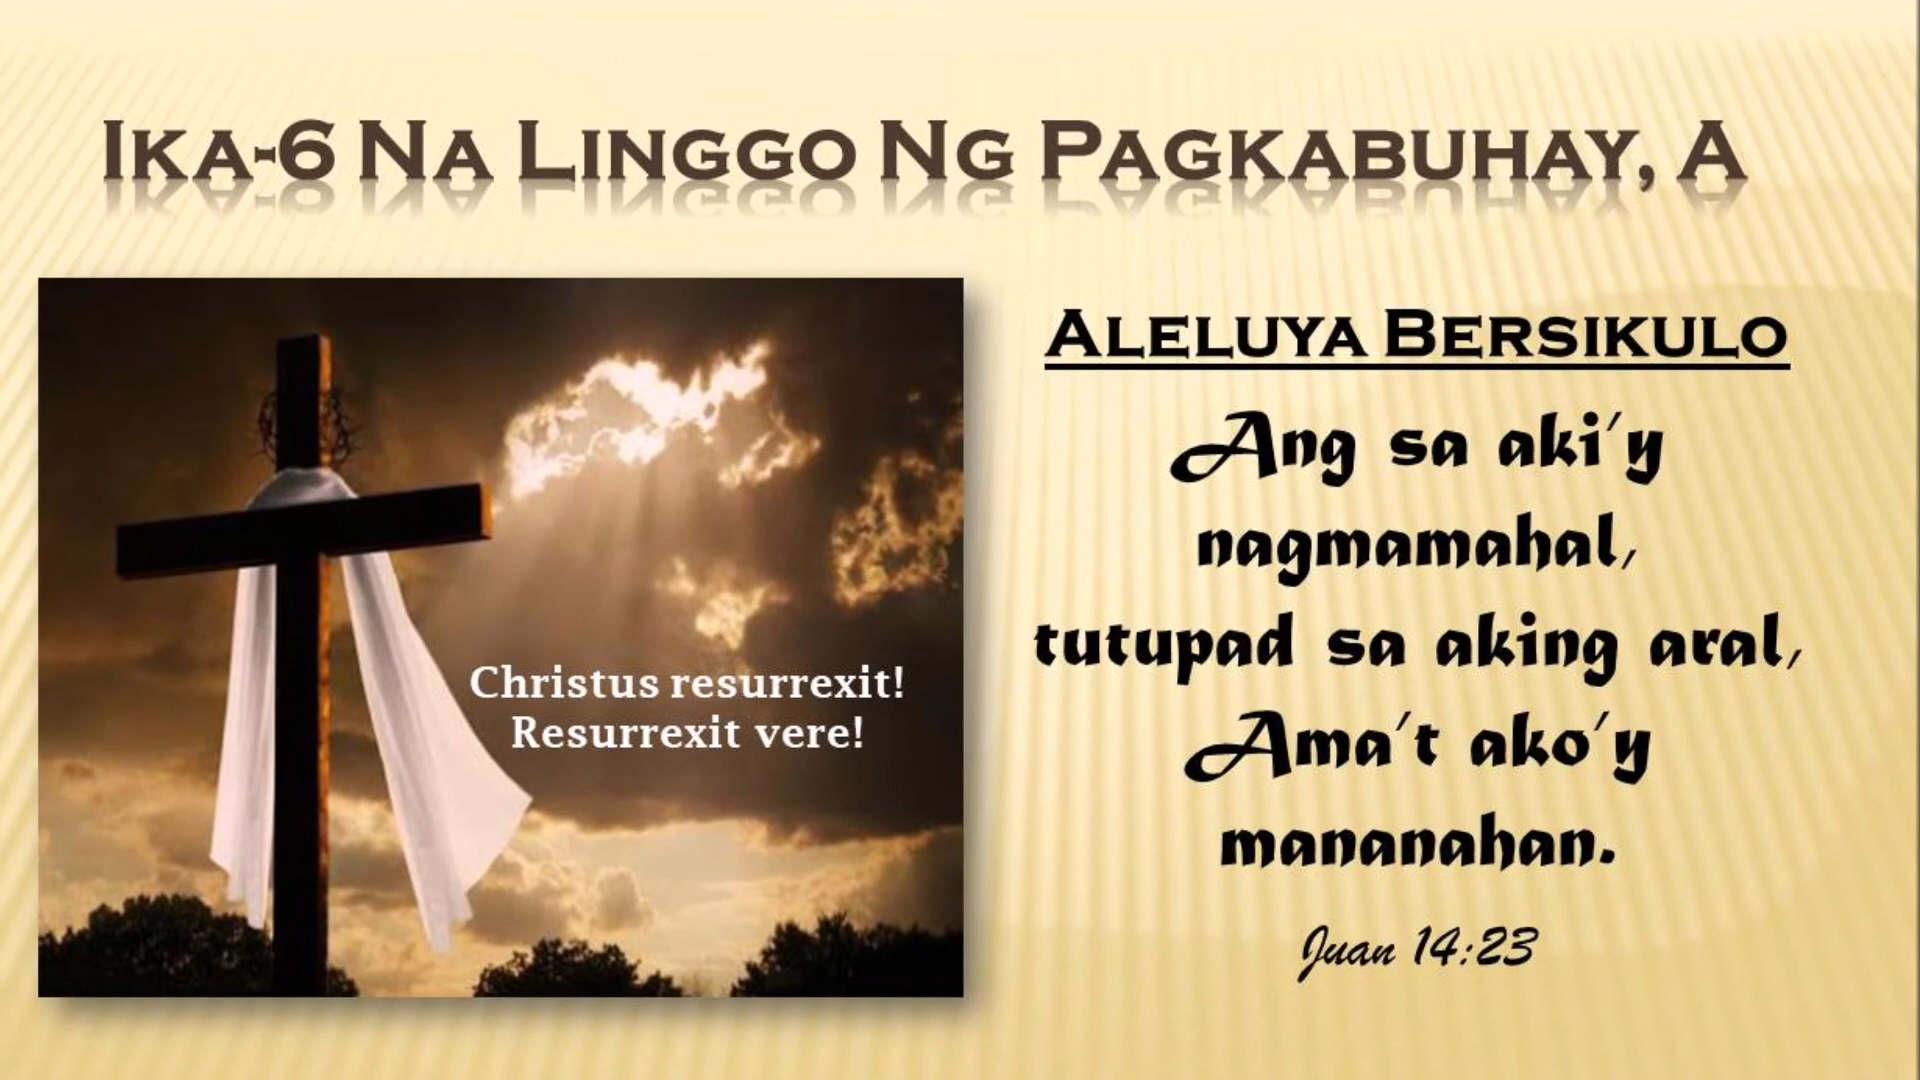 Ika-6 Na Linggo Ng Pagkabuhay, A
Christus resurrexit!
Resurrexit vere!
Aleluya Bersikulo
Ang sa aki'y
nagmamahal,
tutupad sa aking aral,
Ama't ako'y
mananahan.
Juan 14:23